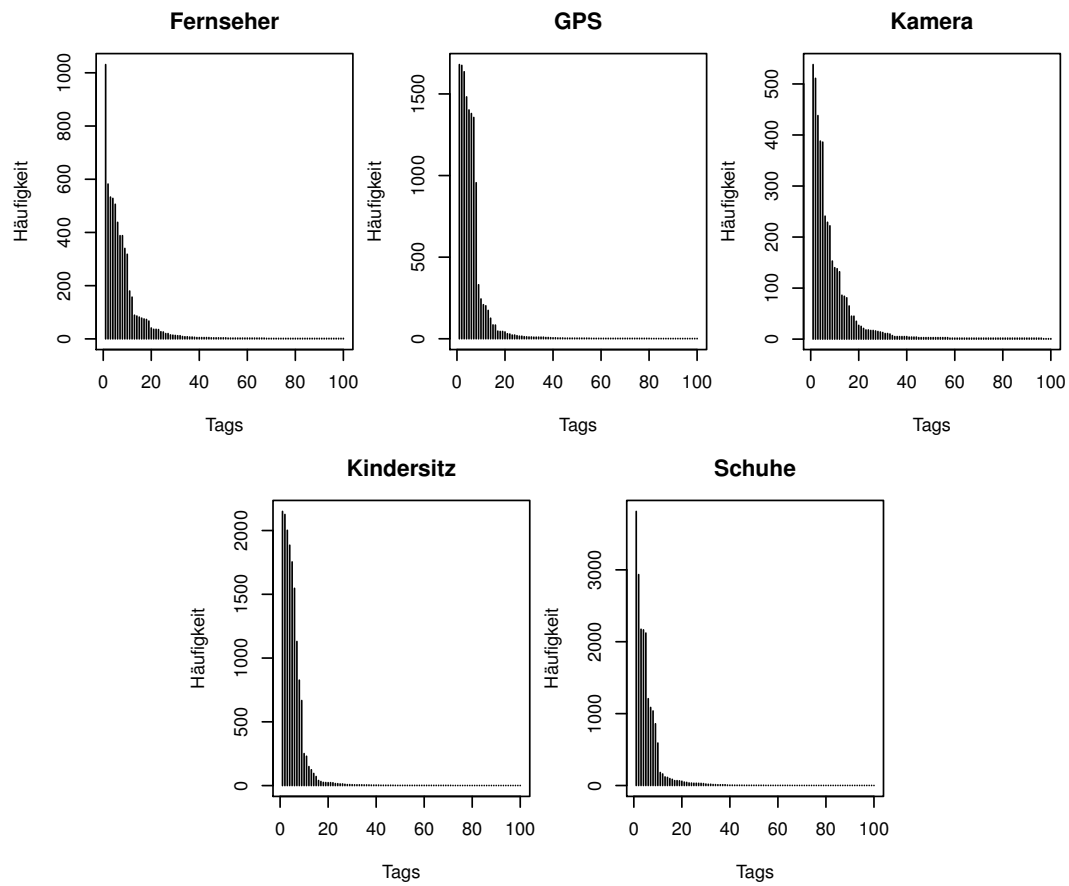 Fernseher
Häufigkeit
0 200 400 600 800 1000
0 20 40 60 80 100
Tags
GPS
Häufigkeit
0 500 1000 1500
0 20 40 60 80 100
Tags
Kamera
Häufigkeit
0 100 200 300 400 500
0 20 40 60 80 100
Tags
Kindersitz
Häufigkeit
0 500 1000 1500 2000
0 20 40 60 80 100
Tags
Schuhe
Häufigkeit
0 1000 2000 3000
0 20 40 60 80 100
Tags